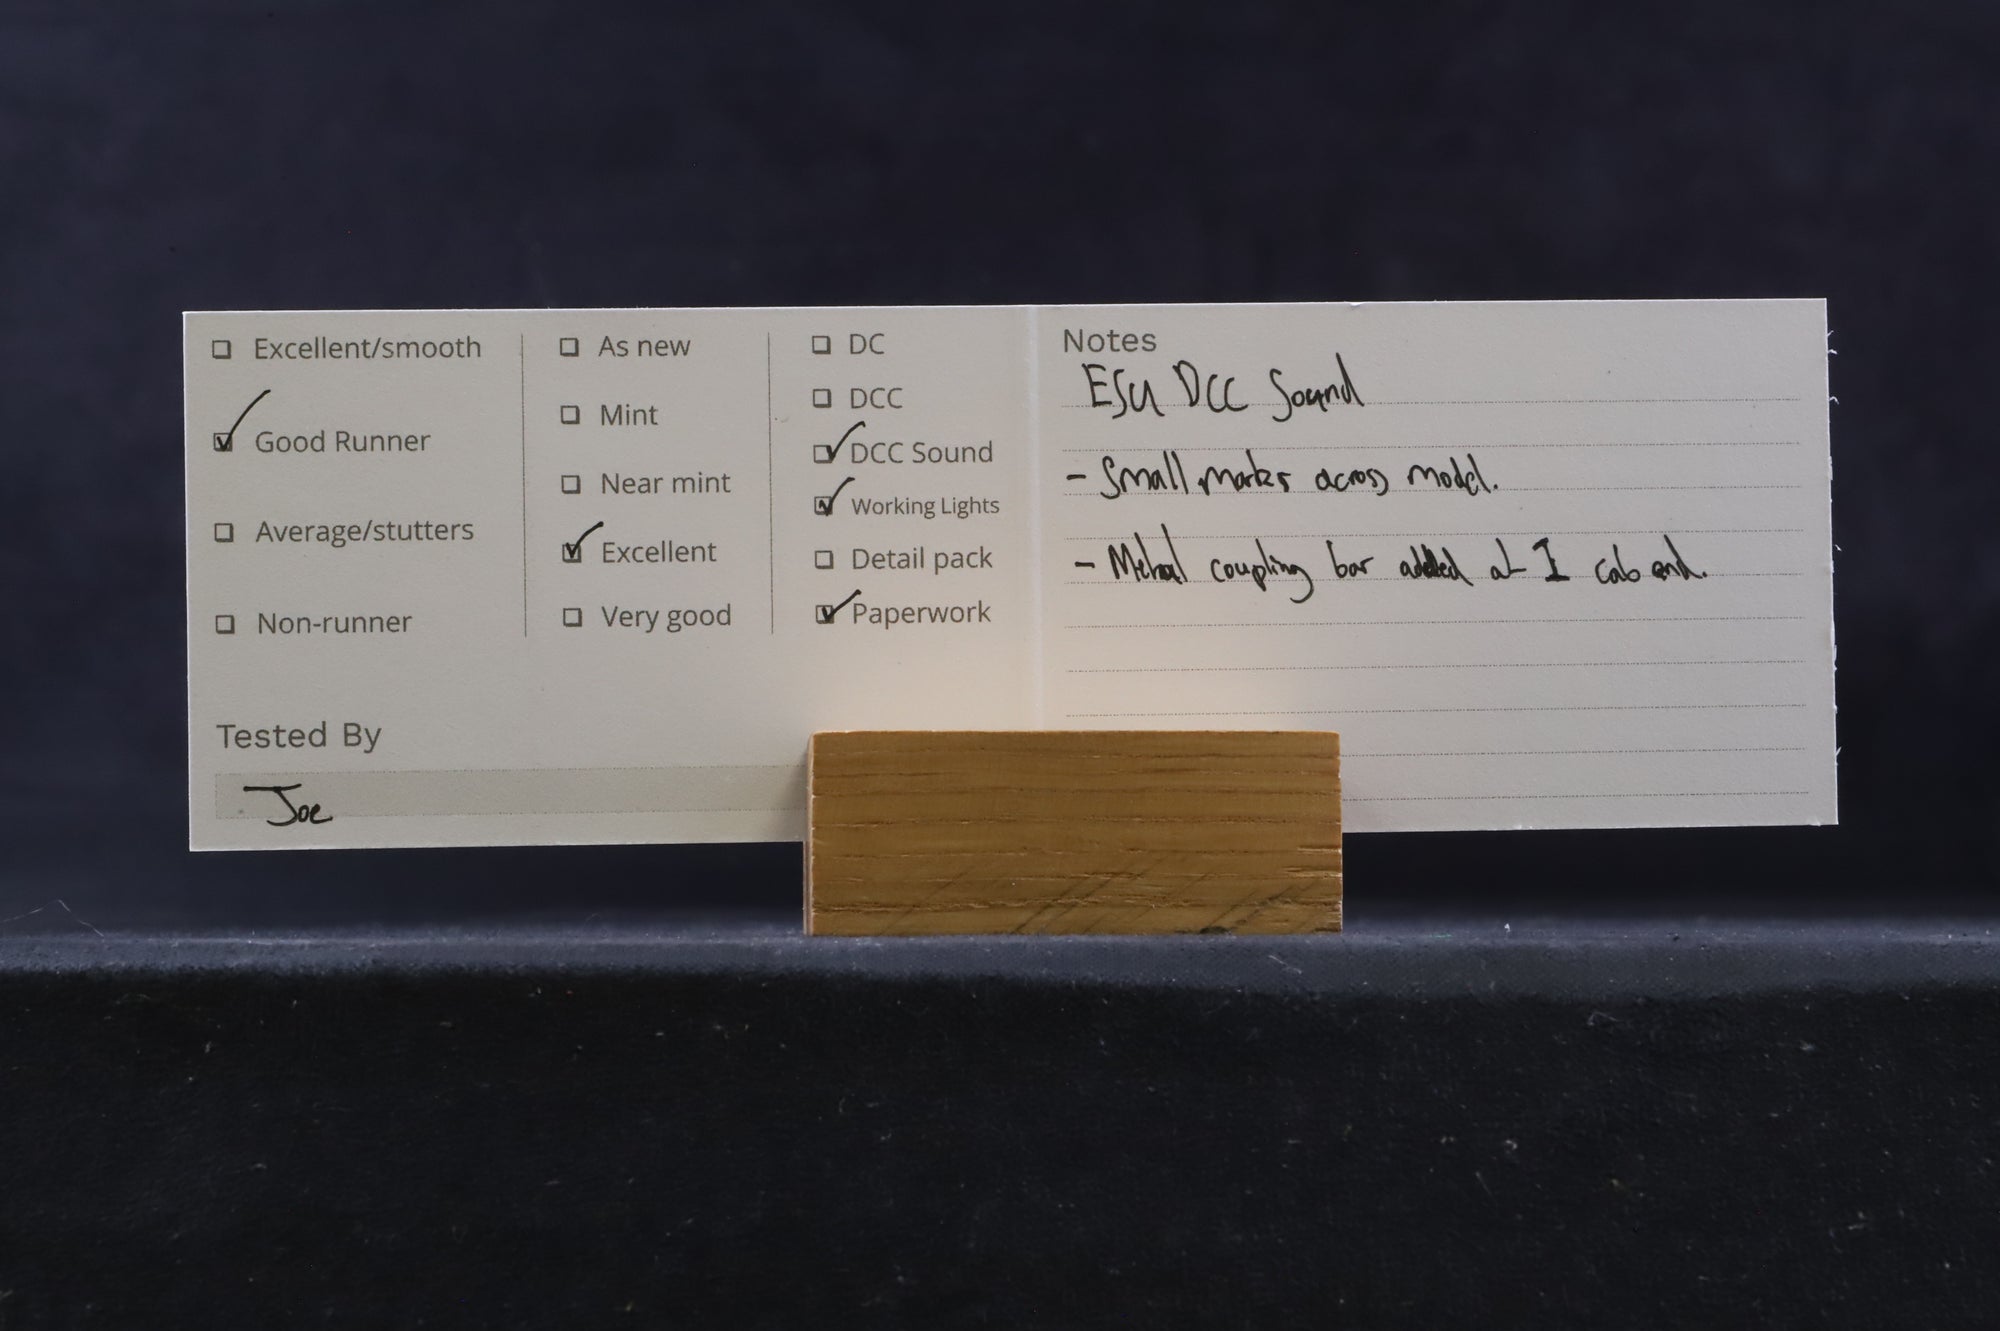 Excellent/smooth
Good Runner
Average/stutters
Non-runner
As new
Mint
Near mint
Excellent
Very good
DC
DCC
DCC Sound
Working Lights
Detail pack
Paperwork
Tested By
Joe
Notes
ESU DCC Sound
- Small marks across model.
- Metal coupling bar added at 1 cab end.